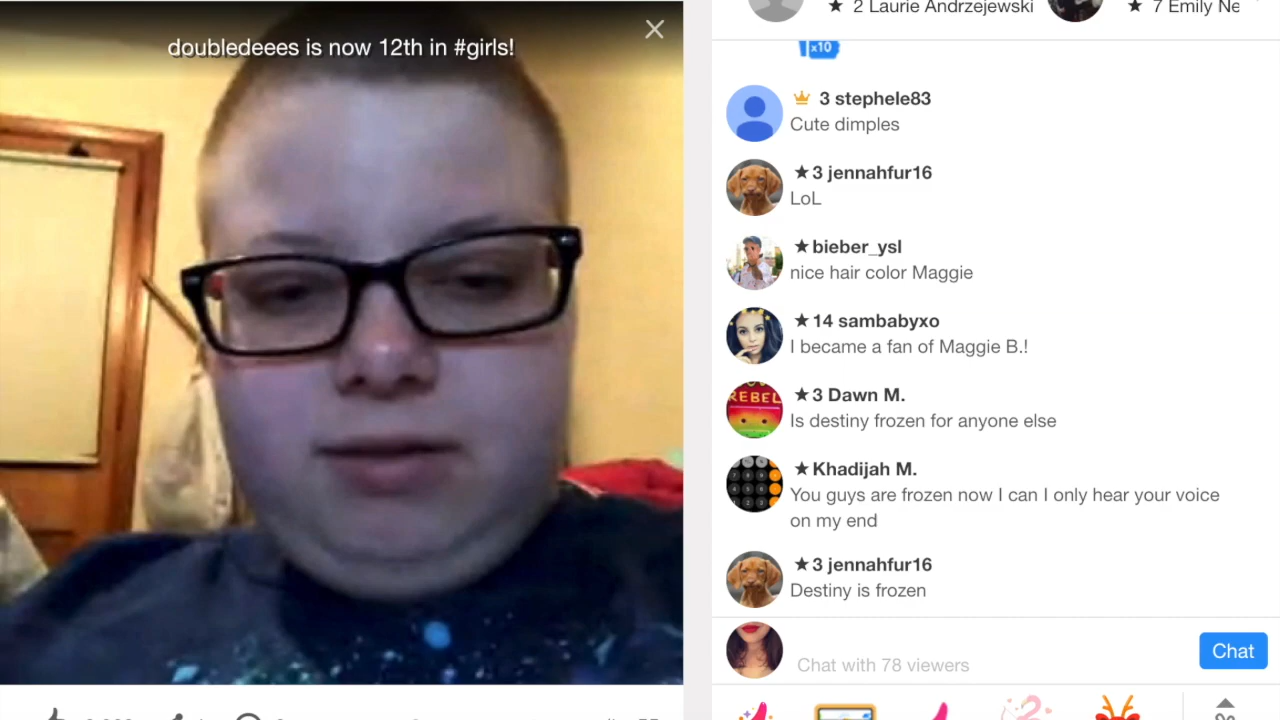 doubledeees is now 12th in #girls!
★ 2 Laurie Andrzejewski ★ 7 Emily Ne
x10
3 stephele83
Cute dimples
★3 jennahfur16
LoL
★bieber_ysl
nice hair color Maggie
★14 sambabyxo
I became a fan of Maggie B.!
REBEL
★3 Dawn M.
Is destiny frozen for anyone else
★Khadijah M.
You guys are frozen now I can I only hear your voice
on my end
★3 jennahfur16
Destiny is frozen
Chat with 78 viewers
Chat